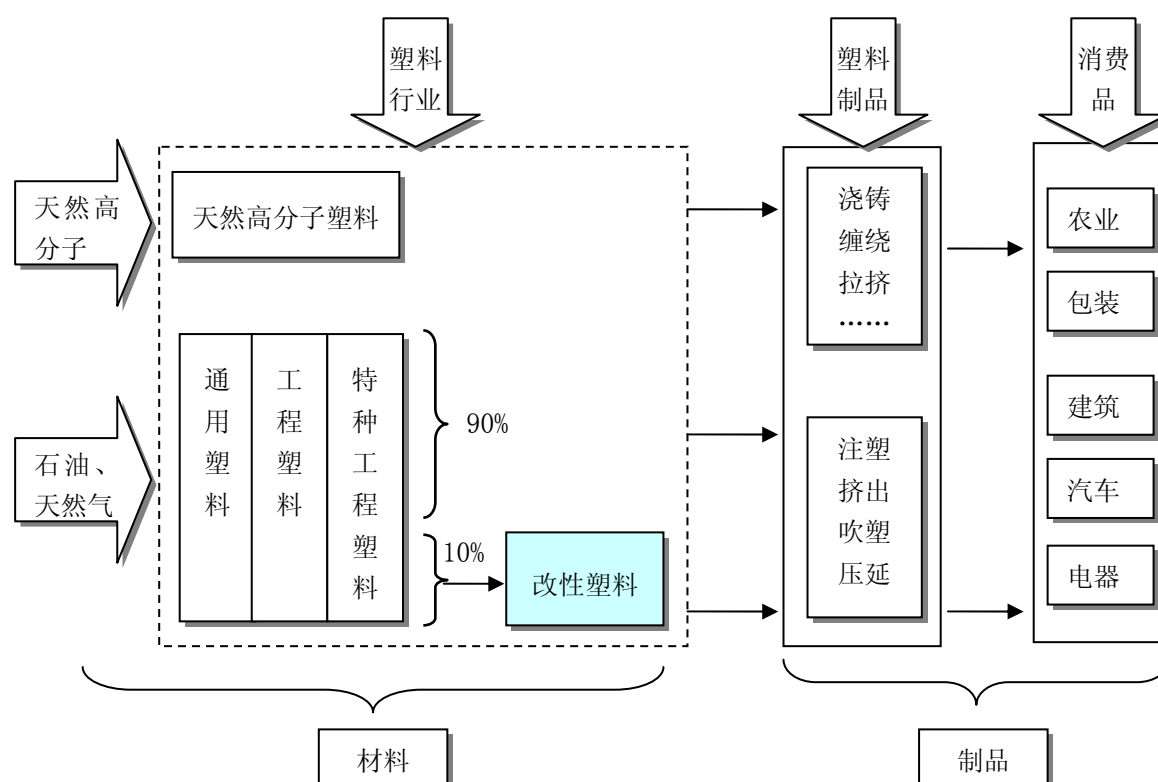 塑料
行业
塑料
制品
消费
品
天然高
分子
天然高分子塑料
浇铸
缠绕
拉挤
……
农业
包装
石油、
天然气
通用塑料
工程塑料
特种工程塑料
90%
10%
改性塑料
注塑
挤出
吹塑
压延
建筑
汽车
电器
材料
制品